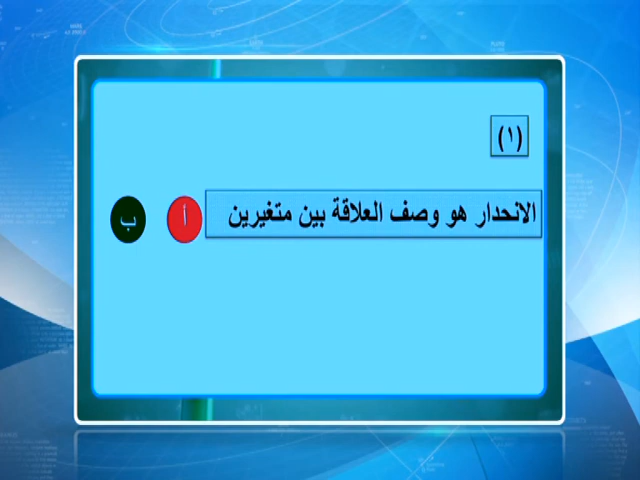 (١)
الانحدار هو وصف العلاقة بين متغيرين أ ب